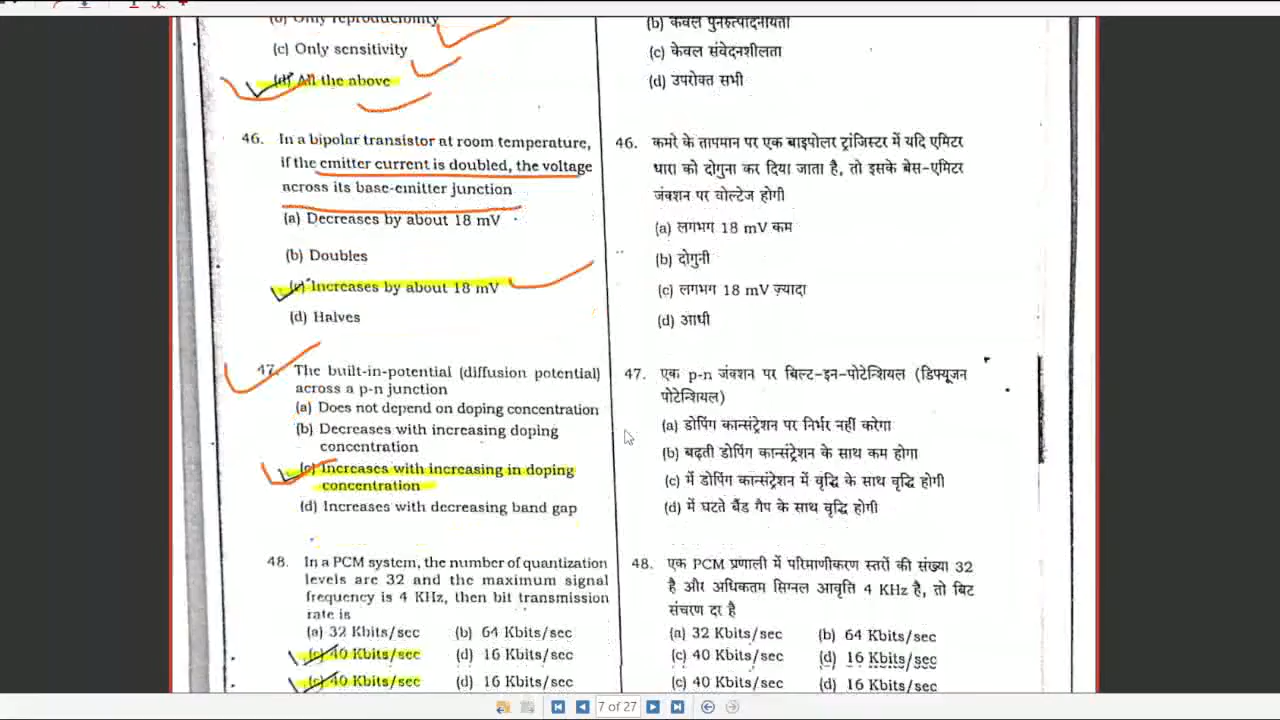 (b) Only reproducibility
(c) Only sensitivity
(d) All the above
46. In a bipolar transistor at room temperature,
if the emitter current is doubled, the voltage
across its base-emitter junction
(a) Decreases by about 18 mV
(b) Doubles
(c) Increases by about 18 mV
(d) Halves
47. The built-in-potential (diffusion potential)
across a p-n junction
(a) Does not depend on doping concentration
(b) Decreases with increasing doping
concentration
(c) Increases with increasing in doping
concentration
(d) Increases with decreasing band gap
48. In a PCM system, the number of quantization
levels are 32 and the maximum signal
frequency is 4 KHz, then bit transmission
rate is
(a) 32 Kbits/sec (b) 64 Kbits/sec
(c) 40 Kbits/sec (d) 16 Kbits/sec
(c) 40 Kbits/sec (d) 16 Kbits/sec
(b) केवल पुनरुत्पादनीयता
(c) केवल संवेदनशीलता
(d) उपरोक्त सभी
46. कमरे के तापमान पर एक बाइपोलर ट्रांजिस्टर में यदि एमिटर
धारा को दोगुना कर दिया जाता है, तो इसके बेस-एमिटर
जंक्शन पर वोल्टेज होगी
(a) लगभग 18 mV कम
(b) दोगुनी
(c) लगभग 18 mV ज़्यादा
(d) आधी
47. एक p-n जंक्शन पर बिल्ट-इन-पोटेन्शियल (डिफ्यूजन
पोटेन्शियल)
(a) डोपिंग कान्संट्रेशन पर निर्भर नहीं करेगा
(b) बढ़ती डोपिंग कान्संट्रेशन के साथ कम होगा
(c) में डोपिंग कान्संट्रेशन में वृद्धि के साथ वृद्धि होगी
(d) में घटते बैंड गैप के साथ वृद्धि होगी
48. एक PCM प्रणाली में परिमाणीकरण स्तरों की संख्या 32
है और अधिकतम सिग्नल आवृत्ति 4 KHz है, तो बिट
संचरण दर है
(a) 32 Kbits/sec (b) 64 Kbits/sec
(c) 40 Kbits/sec (d) 16 Kbits/sec
(c) 40 Kbits/sec (d) 16 Kbits/sec
7 of 27